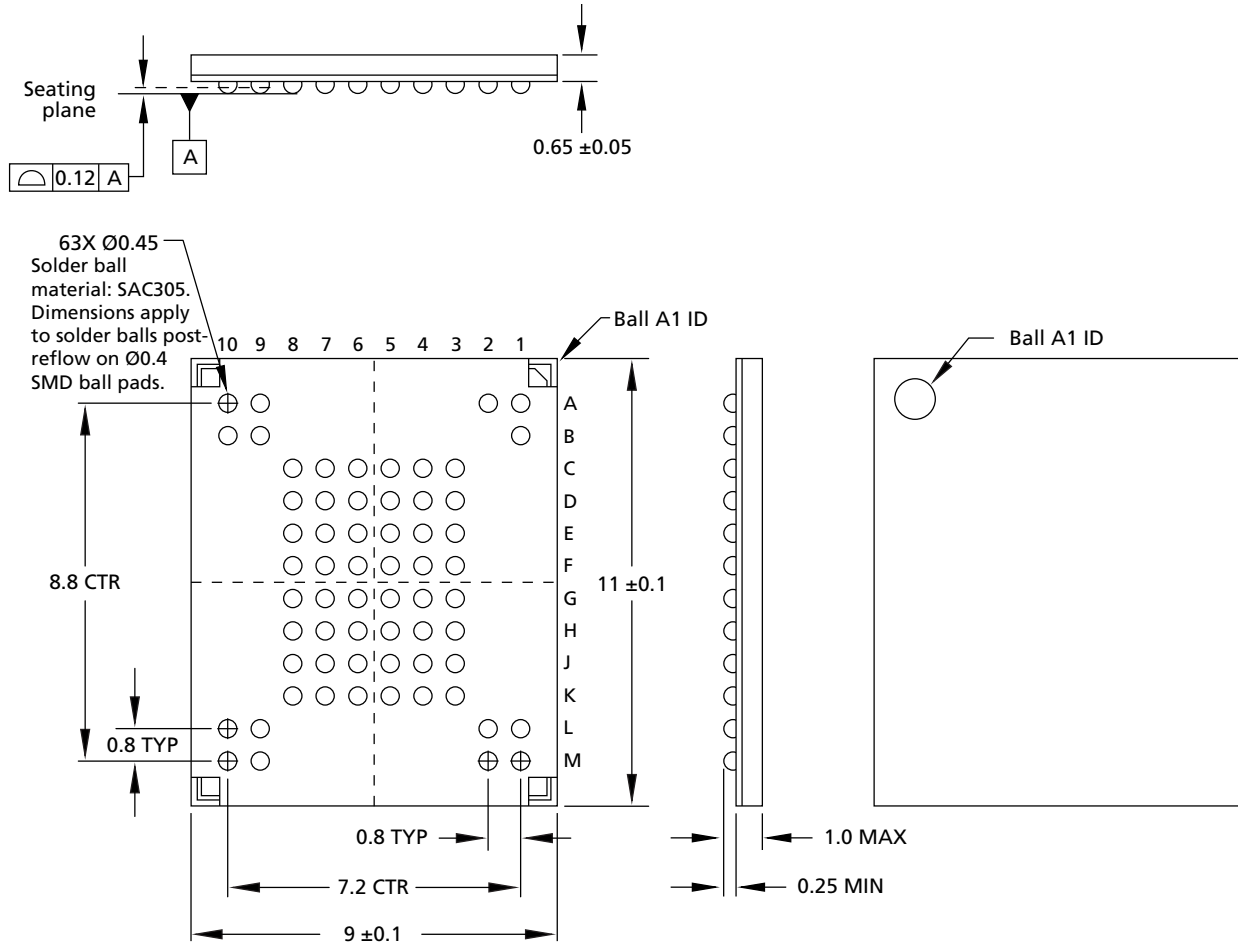 Seating
plane
0.12 A
A
0.65 ±0.05
63X Ø0.45
Solder ball
material: SAC305.
Dimensions apply
to solder balls post-
reflow on Ø0.4
SMD ball pads.
Ball A1 ID
Ball A1 ID
10 9 8 7 6 5 4 3 2 1
A
B
C
D
E
F
G
H
J
K
L
M
8.8 CTR
11 ±0.1
0.8 TYP
0.8 TYP
1.0 MAX
7.2 CTR
0.25 MIN
9 ±0.1